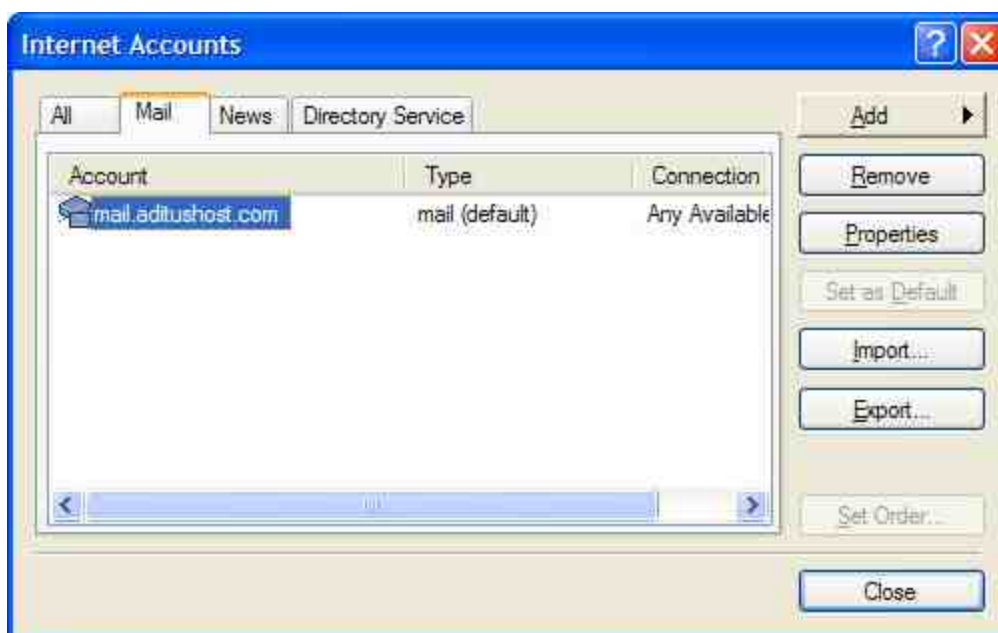 Internet Accounts
All Mail News Directory Service
Add
Account Type Connection
Remove
mail.aditushost.com mail (default) Any Available
Properties
Set as Default
Import...
Export...
Set Order...
Close